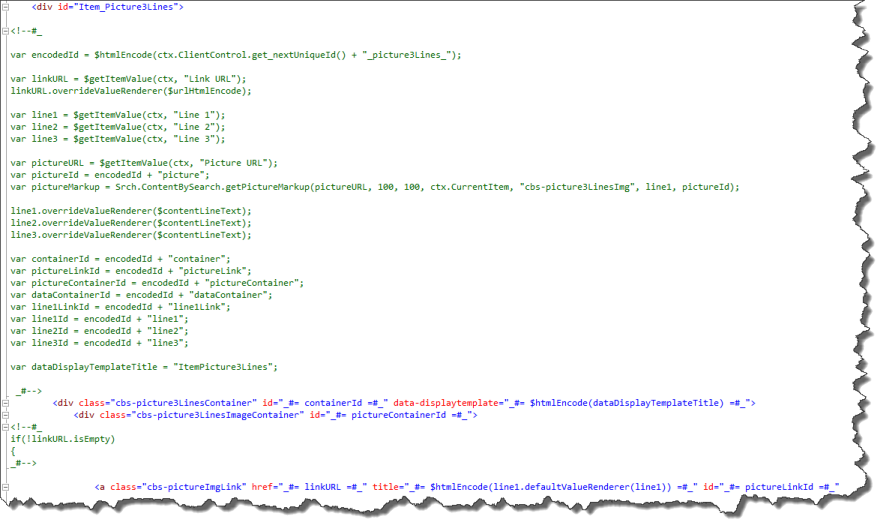 <div id="Item_Picture3Lines">
<!--#_
var encodedId = $htmlEncode(ctx.ClientControl.get_nextUniqueId() + "_picture3Lines_");
var linkURL = $getItemValue(ctx, "Link URL");
linkURL.overrideValueRenderer($urlHtmlEncode);
var line1 = $getItemValue(ctx, "Line 1");
var line2 = $getItemValue(ctx, "Line 2");
var line3 = $getItemValue(ctx, "Line 3");
var pictureURL = $getItemValue(ctx, "Picture URL");
var pictureId = encodedId + "picture";
var pictureMarkup = Srch.ContentBySearch.getPictureMarkup(pictureURL, 100, 100, ctx.CurrentItem, "cbs-picture3LinesImg", line1, pictureId);
line1.overrideValueRenderer($contentLineText);
line2.overrideValueRenderer($contentLineText);
line3.overrideValueRenderer($contentLineText);
var containerId = encodedId + "container";
var pictureLinkId = encodedId + "pictureLink";
var pictureContainerId = encodedId + "pictureContainer";
var dataContainerId = encodedId + "dataContainer";
var line1LinkId = encodedId + "line1Link";
var line1Id = encodedId + "line1";
var line2Id = encodedId + "line2";
var line3Id = encodedId + "line3";
var dataDisplayTemplateTitle = "ItemPicture3Lines";
_#-->
<div class="cbs-picture3LinesContainer" id="_#= containerId =#_" data-displaytemplate="_#= $htmlEncode(dataDisplayTemplateTitle) =#_">
<div class="cbs-picture3LinesImageContainer" id="_#= pictureContainerId =#_">
<!--#_
if(!linkURL.isEmpty)
{
_#-->
<a class="cbs-pictureImgLink" href="_#= linkURL =#_" title="_#= $htmlEncode(line1.defaultValueRenderer(line1)) =#_" id="_#= pictureLinkId =#_"